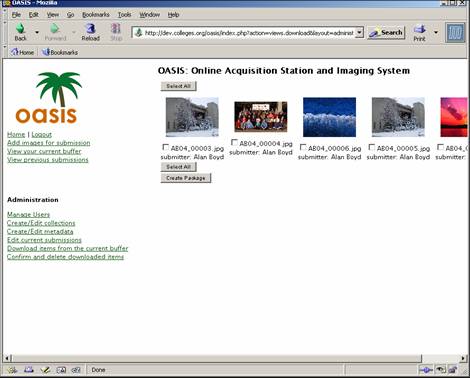 OASIS - Mozilla
File Edit View Go Bookmarks Tools Window Help
Back Forward Reload Stop http://dev.colleges.org/oasis/index.php?action=views.download&layout=administ Search Print
Home Bookmarks
oasis
Home | Logout
Add images for submission
View your current buffer
View previous submissions
Administration
Manage Users
Create/Edit collections
Create/Edit metadata
Edit current submissions
Download items from the current buffer
Confirm and delete downloaded items
OASIS: Online Acquisition Station and Imaging System
Select All
AB04_00003.jpg AB04_00004.jpg AB04_00006.jpg AB04_00005.jpg AB04_0
submitter: Alan Boyd submitter: Alan Boyd submitter: Alan Boyd submitter: Alan Boyd submitter: A
Select All
Create Package
Done